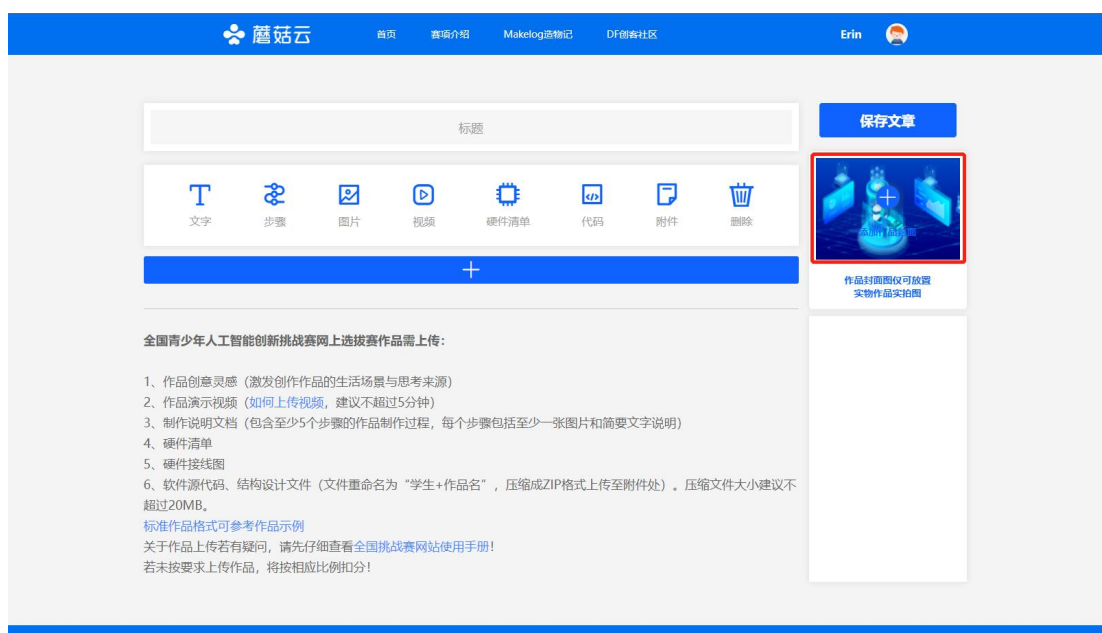 蘑菇云
首页 赛项介绍 Makelog造物记 DF创客社区
Erin
标题
保存文章
文字 步骤 图片 视频 硬件清单 代码 附件 删除
添加作品封面
作品封面图仅可放置
实物作品实拍图
全国青少年人工智能创新挑战赛网上选拔赛作品需上传：
1、作品创意灵感（激发创作作品的生活场景与思考来源）
2、作品演示视频（如何上传视频，建议不超过5分钟）
3、制作说明文档（包含至少5个步骤的作品制作过程，每个步骤包括至少一张图片和简要文字说明）
4、硬件清单
5、硬件接线图
6、软件源代码、结构设计文件（文件重命名为“学生+作品名”，压缩成ZIP格式上传至附件处）。压缩文件大小建议不
超过20MB。
标准作品格式可参考作品示例
关于作品上传若有疑问，请先仔细查看全国挑战赛网站使用手册！
若未按要求上传作品，将按相应比例扣分！